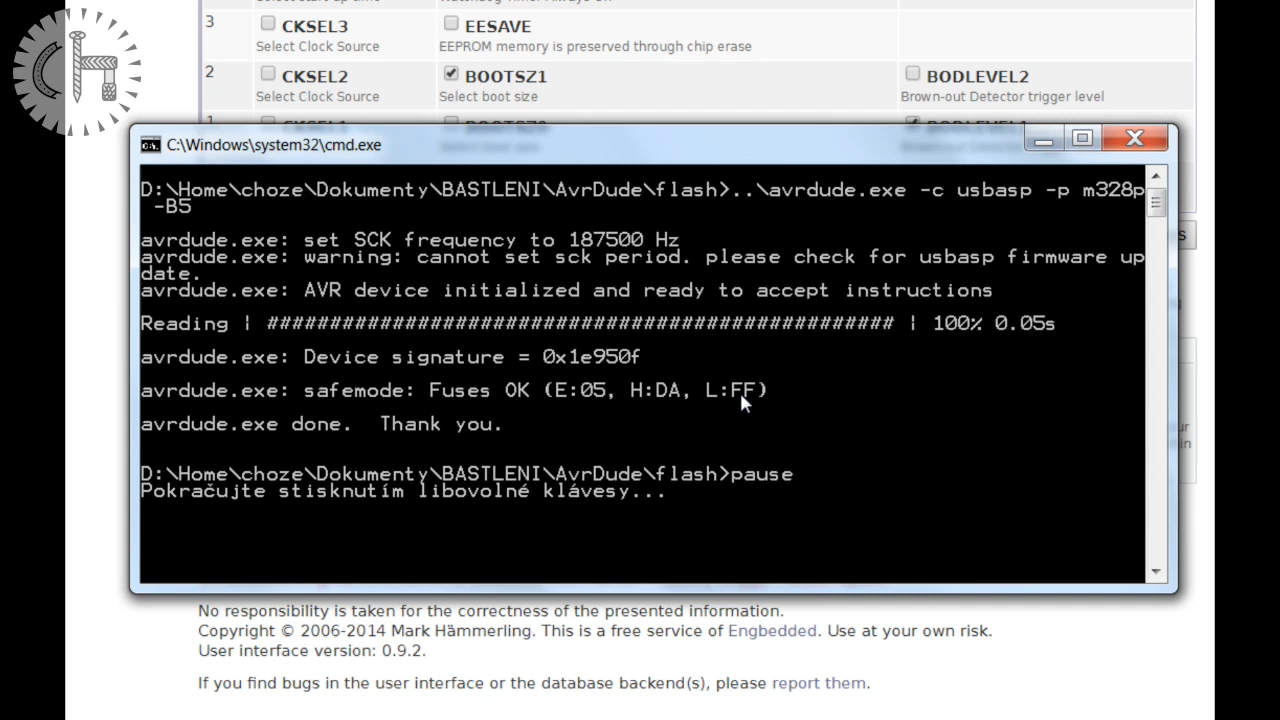 3 CKSEL3 EESAVE
Select Clock Source EEPROM memory is preserved through chip erase
2 CKSEL2 BOOTSZ1 BODLEVEL2
Select Clock Source Select boot size Brown-out Detector trigger level
C:\Windows\system32\cmd.exe
D:\Home\choze\Dokumenty\BASTLENI\AvrDude\flash>..\avrdude.exe -c usbasp -p m328p
-B5
avrdude.exe: set SCK frequency to 187500 Hz
avrdude.exe: warning: cannot set sck period. please check for usbasp firmware up
date.
avrdude.exe: AVR device initialized and ready to accept instructions
Reading | ################################################## | 100% 0.05s
avrdude.exe: Device signature = 0x1e950f
avrdude.exe: safemode: Fuses OK (E:05, H:DA, L:FF)
avrdude.exe done.  Thank you.
D:\Home\choze\Dokumenty\BASTLENI\AvrDude\flash>pause
Pokračujte stisknutím libovolné klávesy...
No responsibility is taken for the correctness of the presented information.
Copyright © 2006-2014 Mark Hämmerling. This is a free service of Engbedded. Use at your own risk.
User interface version: 0.9.2.
If you find bugs in the user interface or the database backend(s), please report them.